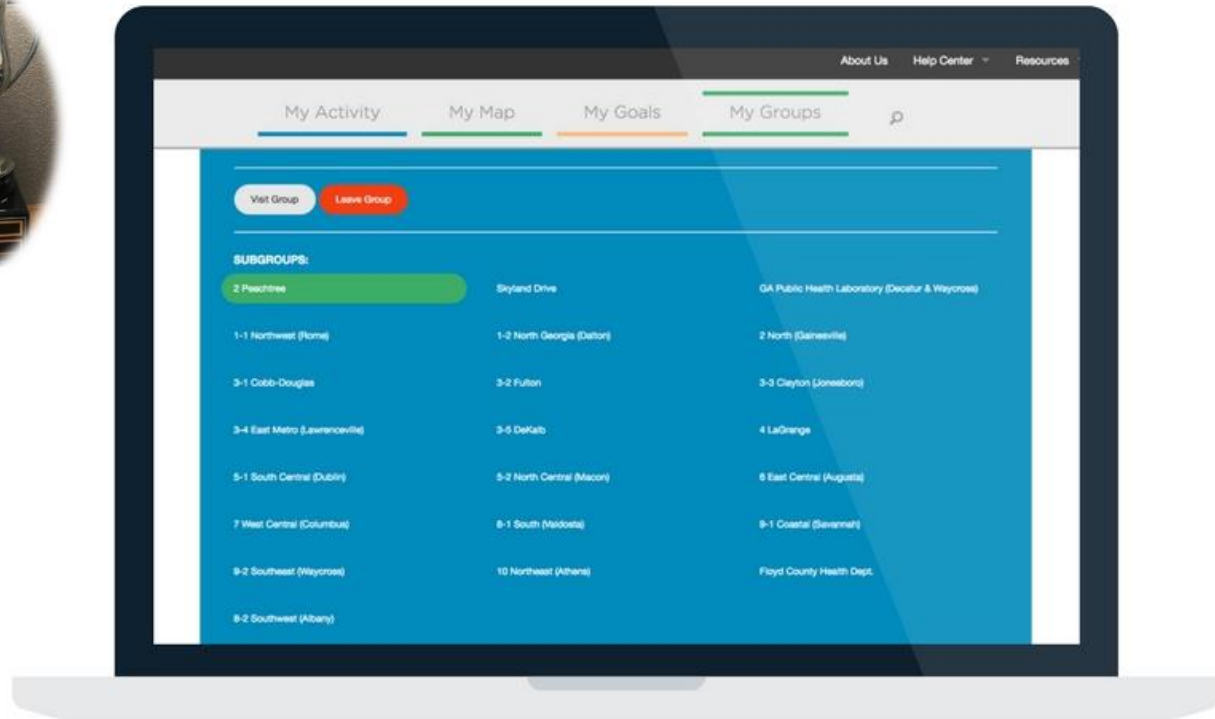 About Us Help Center Resources
My Activity My Map My Goals My Groups
Visit Group Leave Group
SUBGROUPS:
2 Peachtree Skyland Drive GA Public Health Laboratory (Decatur & Waycross)
1-1 Northwest (Rome) 1-2 North Georgia (Dalton) 2 North (Gainesville)
3-1 Cobb-Douglas 3-2 Fulton 3-3 Clayton (Jonesboro)
3-4 East Metro (Lawrenceville) 3-5 DeKalb 4 LaGrange
5-1 South Central (Dublin) 5-2 North Central (Macon) 6 East Central (Augusta)
7 West Central (Columbus) 8-1 South (Valdosta) 9-1 Coastal (Savannah)
9-2 Southeast (Waycross) 10 Northeast (Athens) Floyd County Health Dept.
8-2 Southwest (Albany)